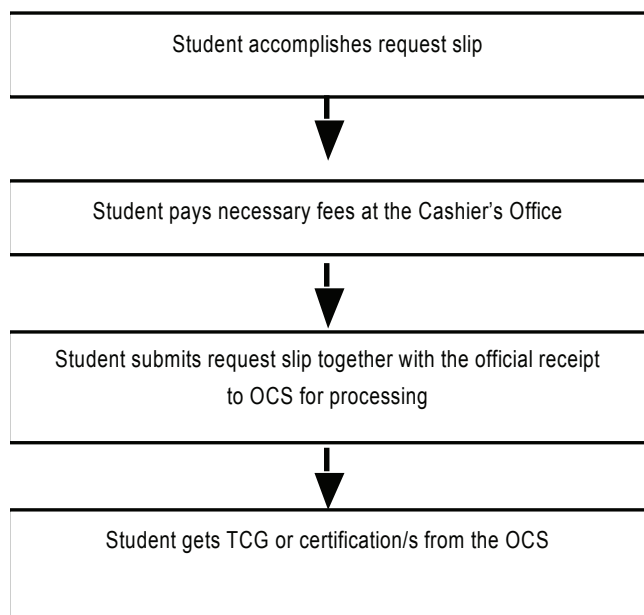 Student accomplishes request slip
Student pays necessary fees at the Cashier’s Office
Student submits request slip together with the official receipt
to OCS for processing
Student gets TCG or certification/s from the OCS